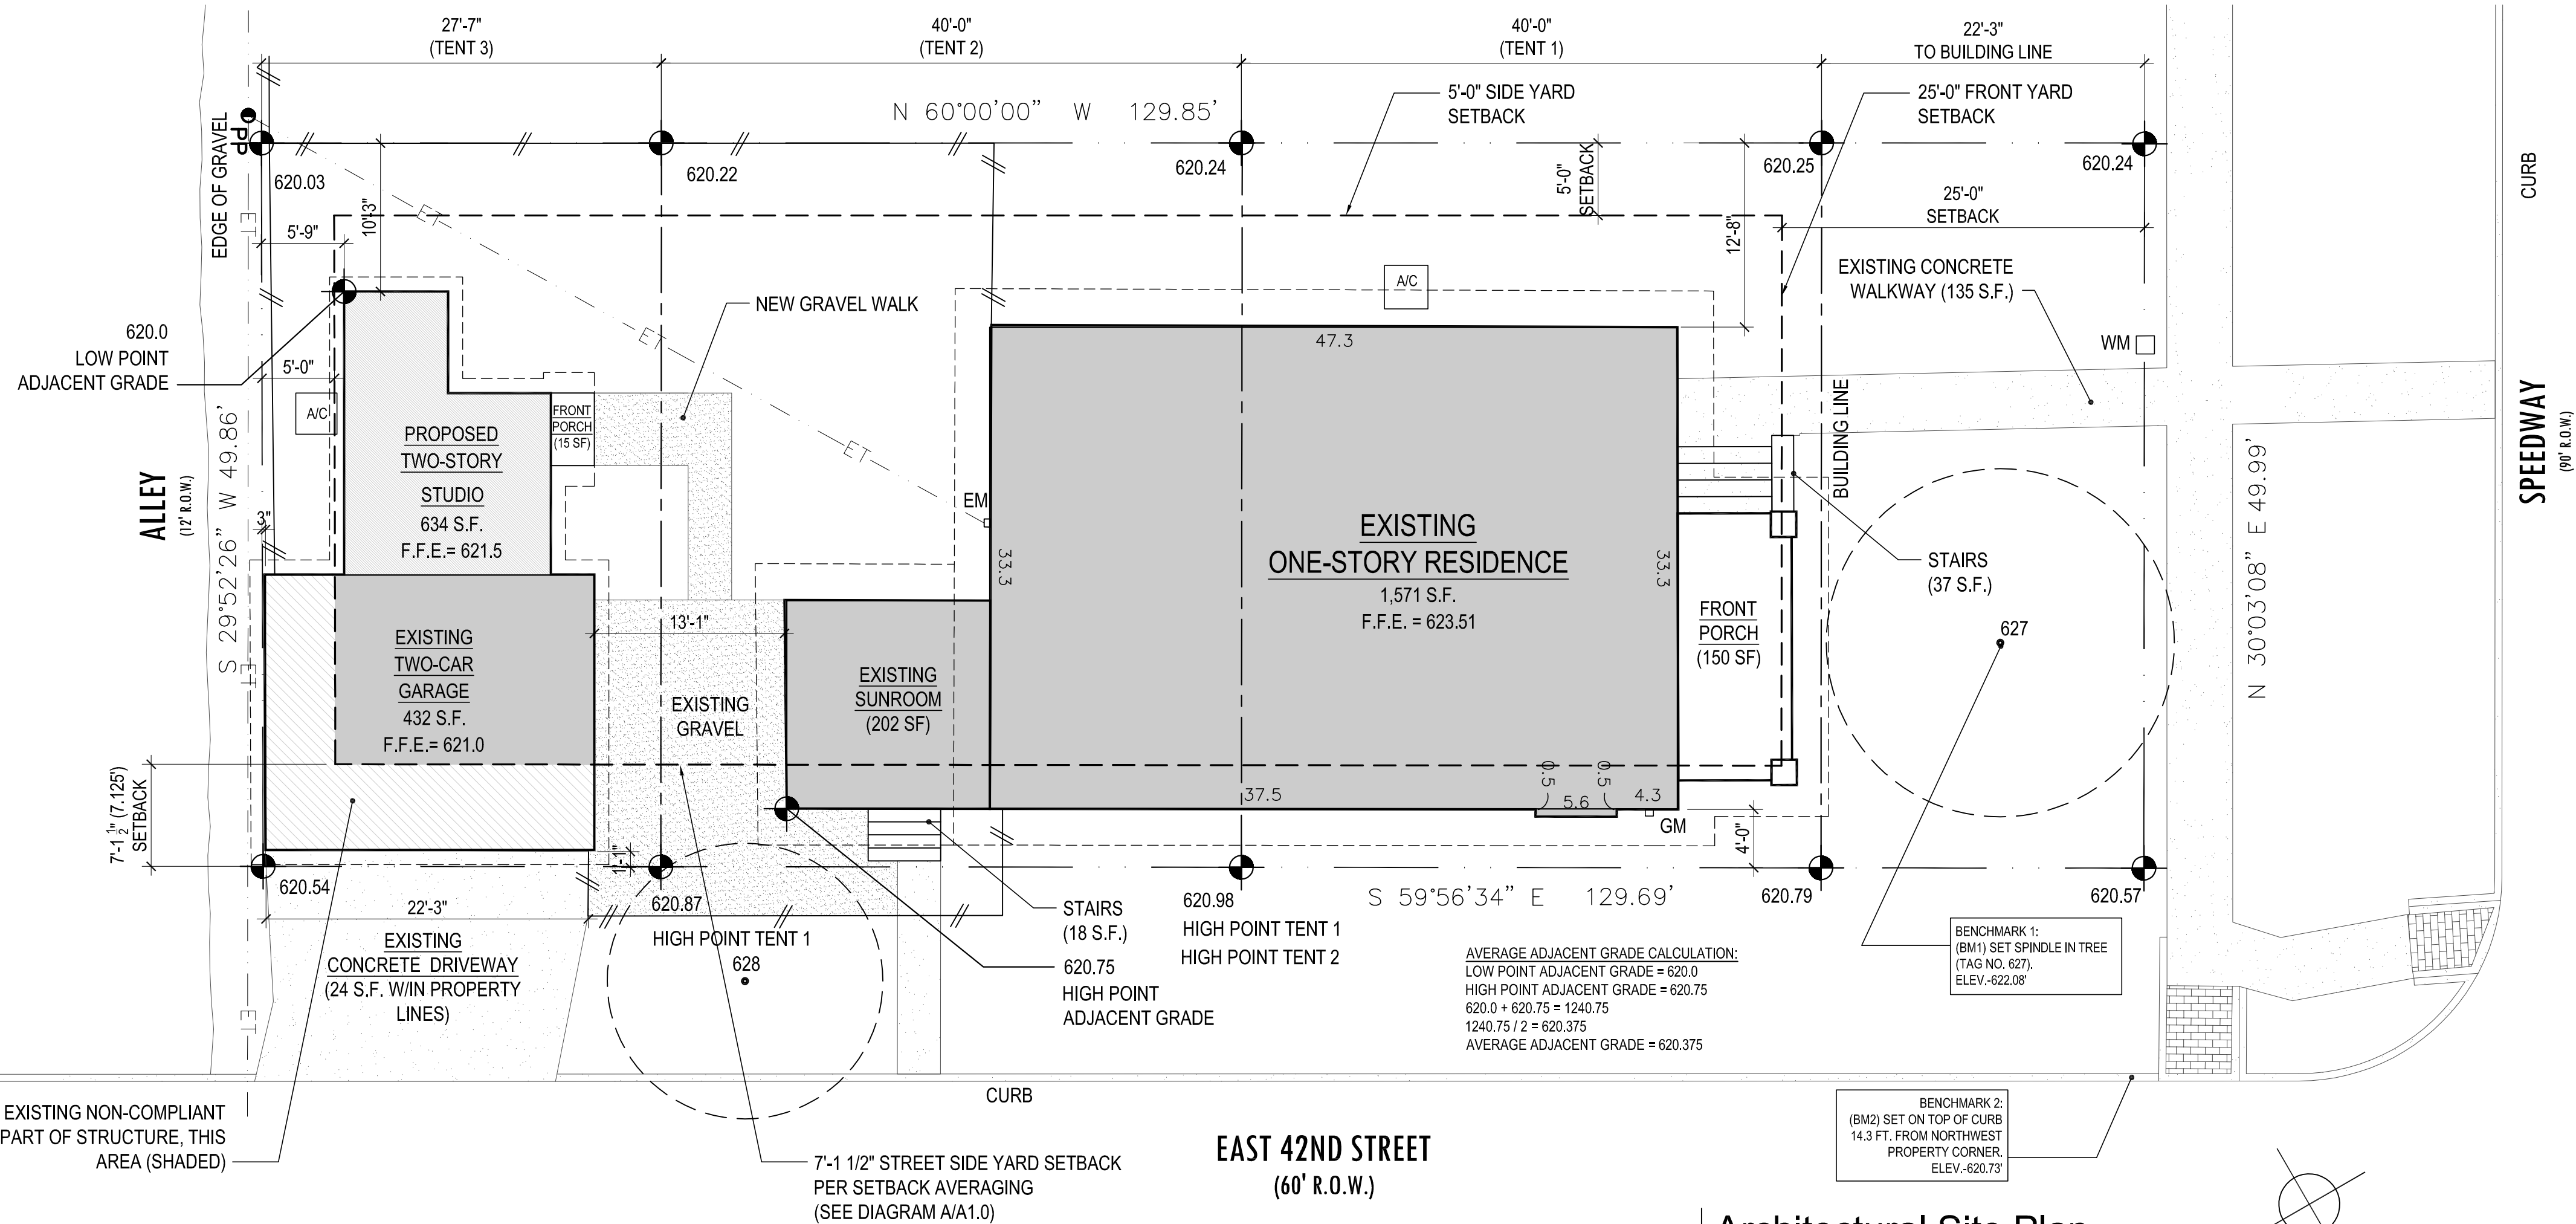 27'-7"
(TENT 3)
40'-0"
(TENT 2)
40'-0"
(TENT 1)
22'-3"
TO BUILDING LINE
N 60°00'00" W 129.85'
5'-0" SIDE YARD
SETBACK
25'-0" FRONT YARD
SETBACK
EDGE OF GRAVEL
PP
620.03
620.22
620.24
620.25
620.24
5'-0"
SETBACK
25'-0"
SETBACK
CURB
10'-3"
5'-9"
12'-8"
ET
ET
ET
ET
ET
ET
A/C
EXISTING CONCRETE
WALKWAY (135 S.F.)
NEW GRAVEL WALK
620.0
LOW POINT
ADJACENT GRADE
5'-0"
47.3
WM
A/C
FRONT
PORCH
(15 SF)
PROPOSED
TWO-STORY
STUDIO
634 S.F.
F.F.E.= 621.5
BUILDING LINE
SPEEDWAY
(90' R.O.W.)
ALLEY
(12' R.O.W.)
S 29°52'26" W 49.86'
3"
EM
33.3
EXISTING
ONE-STORY RESIDENCE
1,571 S.F.
F.F.E. = 623.51
33.3
STAIRS
(37 S.F.)
N 30°03'08" E 49.99'
FRONT
PORCH
(150 SF)
627
13'-1"
EXISTING
TWO-CAR
GARAGE
432 S.F.
F.F.E.= 621.0
EXISTING
GRAVEL
EXISTING
SUNROOM
(202 SF)
7'-1 1/2" (7.125')
SETBACK
37.5
0.5
0.5
5.6
4.3
GM
4'-0"
1'-1"
620.54
620.87
620.98
620.79
620.57
S 59°56'34" E 129.69'
22'-3"
HIGH POINT TENT 1
628
STAIRS
(18 S.F.)
HIGH POINT TENT 1
HIGH POINT TENT 2
EXISTING
CONCRETE DRIVEWAY
(24 S.F. W/IN PROPERTY
LINES)
620.75
HIGH POINT
ADJACENT GRADE
AVERAGE ADJACENT GRADE CALCULATION:
LOW POINT ADJACENT GRADE = 620.0
HIGH POINT ADJACENT GRADE = 620.75
620.0 + 620.75 = 1240.75
1240.75 / 2 = 620.375
AVERAGE ADJACENT GRADE = 620.375
BENCHMARK 1:
(BM1) SET SPINDLE IN TREE
(TAG NO. 627).
ELEV.-622.08'
CURB
BENCHMARK 2:
(BM2) SET ON TOP OF CURB
14.3 FT. FROM NORTHWEST
PROPERTY CORNER.
ELEV.-620.73'
EXISTING NON-COMPLIANT
PART OF STRUCTURE, THIS
AREA (SHADED)
7'-1 1/2" STREET SIDE YARD SETBACK
PER SETBACK AVERAGING
(SEE DIAGRAM A/A1.0)
EAST 42ND STREET
(60' R.O.W.)
Architectural Site Plan